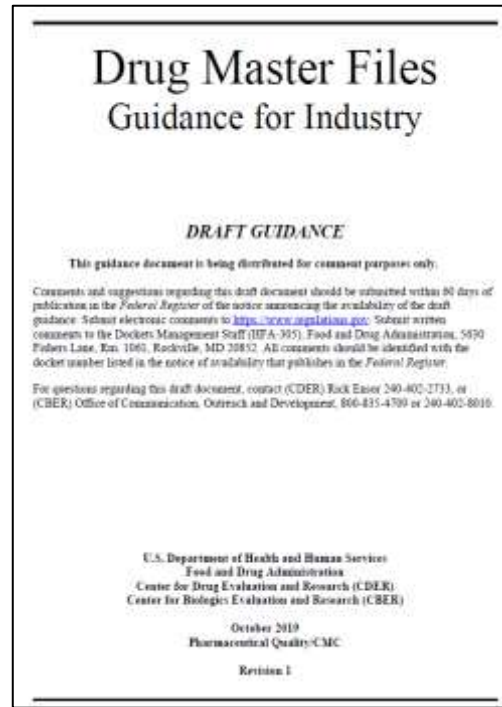 Drug Master Files
Guidance for Industry
DRAFT GUIDANCE
This guidance document is being distributed for comment purposes only.
Comments and suggestions regarding this draft document should be submitted within 60 days of
publication in the Federal Register of the notice announcing the availability of the draft
guidance. Submit electronic comments to https://www.regulations.gov. Submit written
comments to the Dockets Management Staff (HFA-305), Food and Drug Administration, 5630
Fishers Lane, Rm. 1061, Rockville, MD 20852. All comments should be identified with the
docket number listed in the notice of availability that publishes in the Federal Register.
For questions regarding this draft document, contact (CDER) Rick Ensor 240-402-2733, or
(CBER) Office of Communication, Outreach and Development, 800-835-4709 or 240-402-8010.
U.S. Department of Health and Human Services
Food and Drug Administration
Center for Drug Evaluation and Research (CDER)
Center for Biologics Evaluation and Research (CBER)
October 2019
Pharmaceutical Quality/CMC
Revision 1